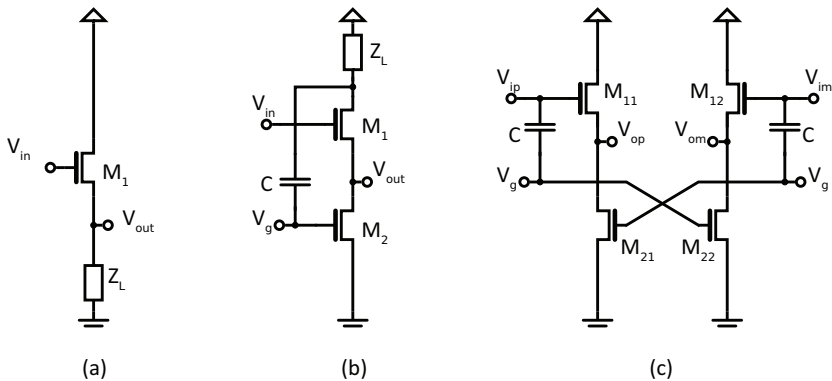 V_in
M_1
V_out
Z_L
(a)
Z_L
V_in
M_1
C
V_out
V_g
M_2
(b)
V_ip
M_11
M_12
V_im
C
V_op
V_om
C
V_g
V_g
M_21
M_22
(c)